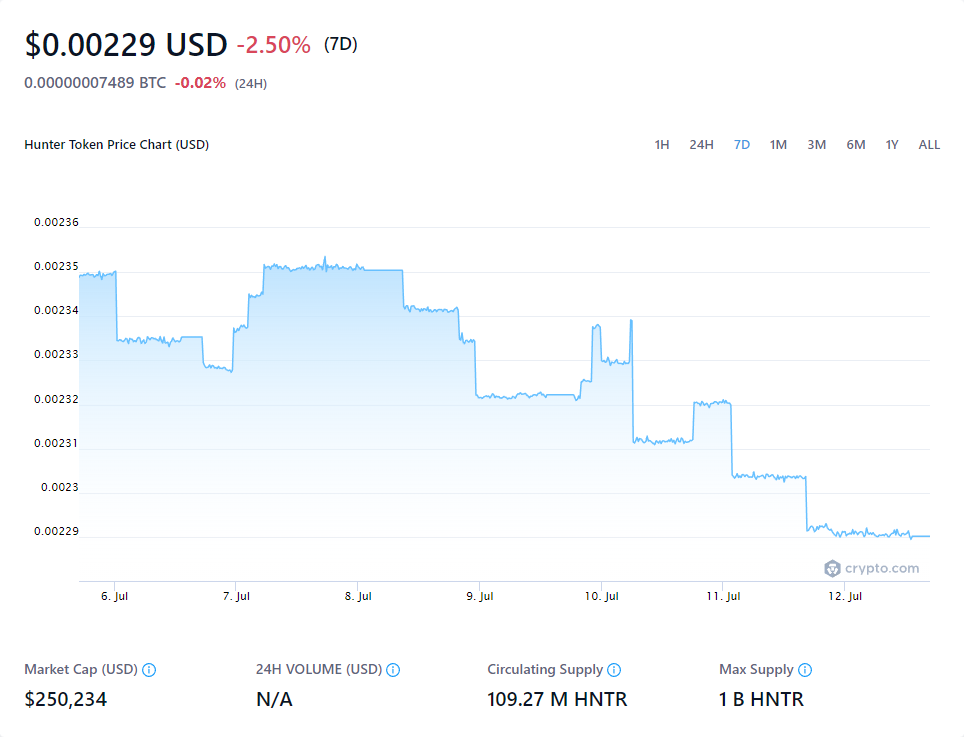 $0.00229 USD -2.50% (7D)
0.00000007489 BTC -0.02% (24H)
Hunter Token Price Chart (USD) 1H 24H 7D 1M 3M 6M 1Y ALL
0.00236
0.00235
0.00234
0.00233
0.00232
0.00231
0.0023
0.00229
crypto.com
6. Jul 7. Jul 8. Jul 9. Jul 10. Jul 11. Jul 12. Jul
Market Cap (USD) 24H VOLUME (USD) Circulating Supply Max Supply
$250,234 N/A 109.27 M HNTR 1 B HNTR